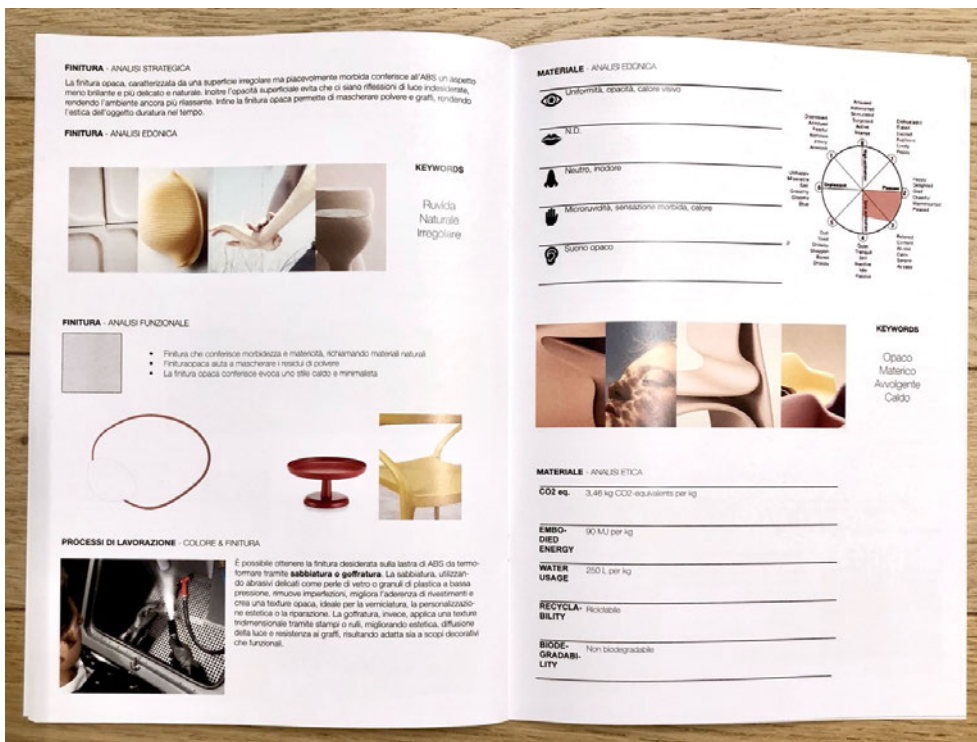 FINITURA - ANALISI STRATEGICA
La finitura opaca, caratterizzata da una superficie irregolare ma piacevolmente morbida conferisce all'ABS un aspetto
meno brillante e più delicato e naturale. Inoltre l'opacità superficiale evita che ci siano riflessioni di luce indesiderate,
rendendo l'ambiente ancora più rilassante. Infine la finitura opaca permette di mascherare polvere e graffi, rendendo
l'estetica dell'oggetto duratura nel tempo.
FINITURA - ANALISI EDONICA
KEYWORDS
Ruvida
Naturale
Irregolare
FINITURA - ANALISI FUNZIONALE
• Finitura che conferisce morbidezza e matericità, richiamando materiali naturali
• Finituraopaca aiuta a mascherare i residui di polvere
• La finitura opaca conferisce evoca uno stile caldo e minimalista
PROCESSI DI LAVORAZIONE - COLORE & FINITURA
È possibile ottenere la finitura desiderata sulla lastra di ABS da termo-
formare tramite sabbiatura o goffratura. La sabbiatura, utilizzan-
do abrasivi delicati come perle di vetro o granuli di plastica a bassa
pressione, rimuove imperfezioni, migliora l'aderenza di rivestimenti e
crea una texture opaca, ideale per la verniciatura, la personalizzazio-
ne estetica o la riparazione. La goffratura, invece, applica una texture
tridimensionale tramite stampi o rulli, migliorando estetica, diffusione
della luce e resistenza ai graffi, risultando adatta sia a scopi decorativi
che funzionali.
MATERIALE - ANALISI EDONICA
Uniformità, opacità, calore visivo
N.D.
Neutro, inodore
Microruvidità, sensazione morbida, calore
Suono opaco
Unpleasant
Pleasant
KEYWORDS
Opaco
Materico
Avvolgente
Caldo
MATERIALE - ANALISI ETICA
CO2 eq. 3,46 kg CO2-equivalents per kg
EMBO-
DIED
ENERGY
90 MJ per kg
WATER
USAGE
250 L per kg
RECYCLA-
BILITY
Riciclabile
BIODE-
GRADABI-
LITY
Non biodegradabile